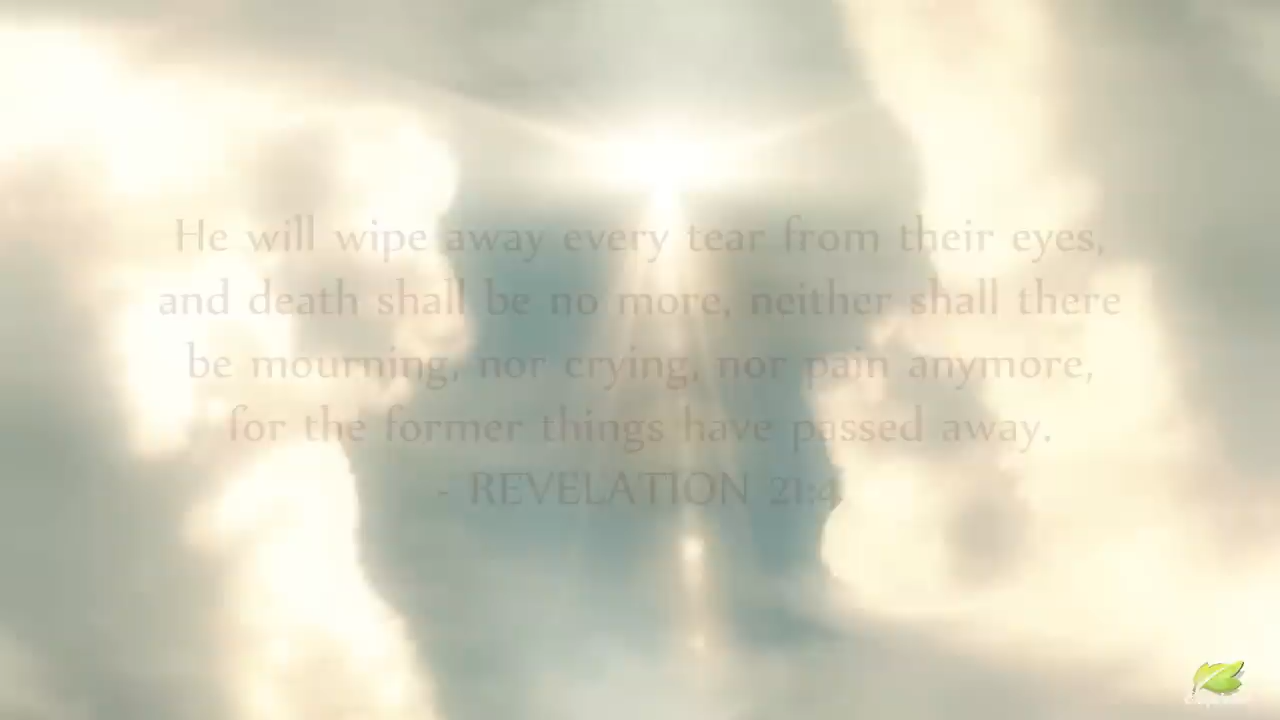 He will wipe away every tear from their eyes,
and death shall be no more, neither shall there
be mourning, nor crying, nor pain anymore,
for the former things have passed away.
- REVELATION 21:4